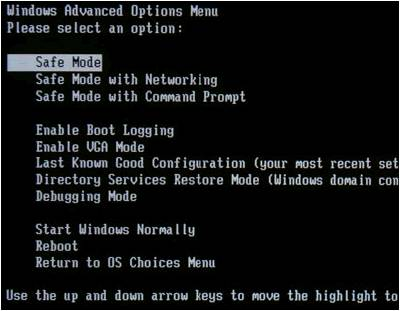 Windows Advanced Options Menu
Please select an option:
Safe Mode
Safe Mode with Networking
Safe Mode with Command Prompt
Enable Boot Logging
Enable VGA Mode
Last Known Good Configuration (your most recent set
Directory Services Restore Mode (Windows domain con
Debugging Mode
Start Windows Normally
Reboot
Return to OS Choices Menu
Use the up and down arrow keys to move the highlight to